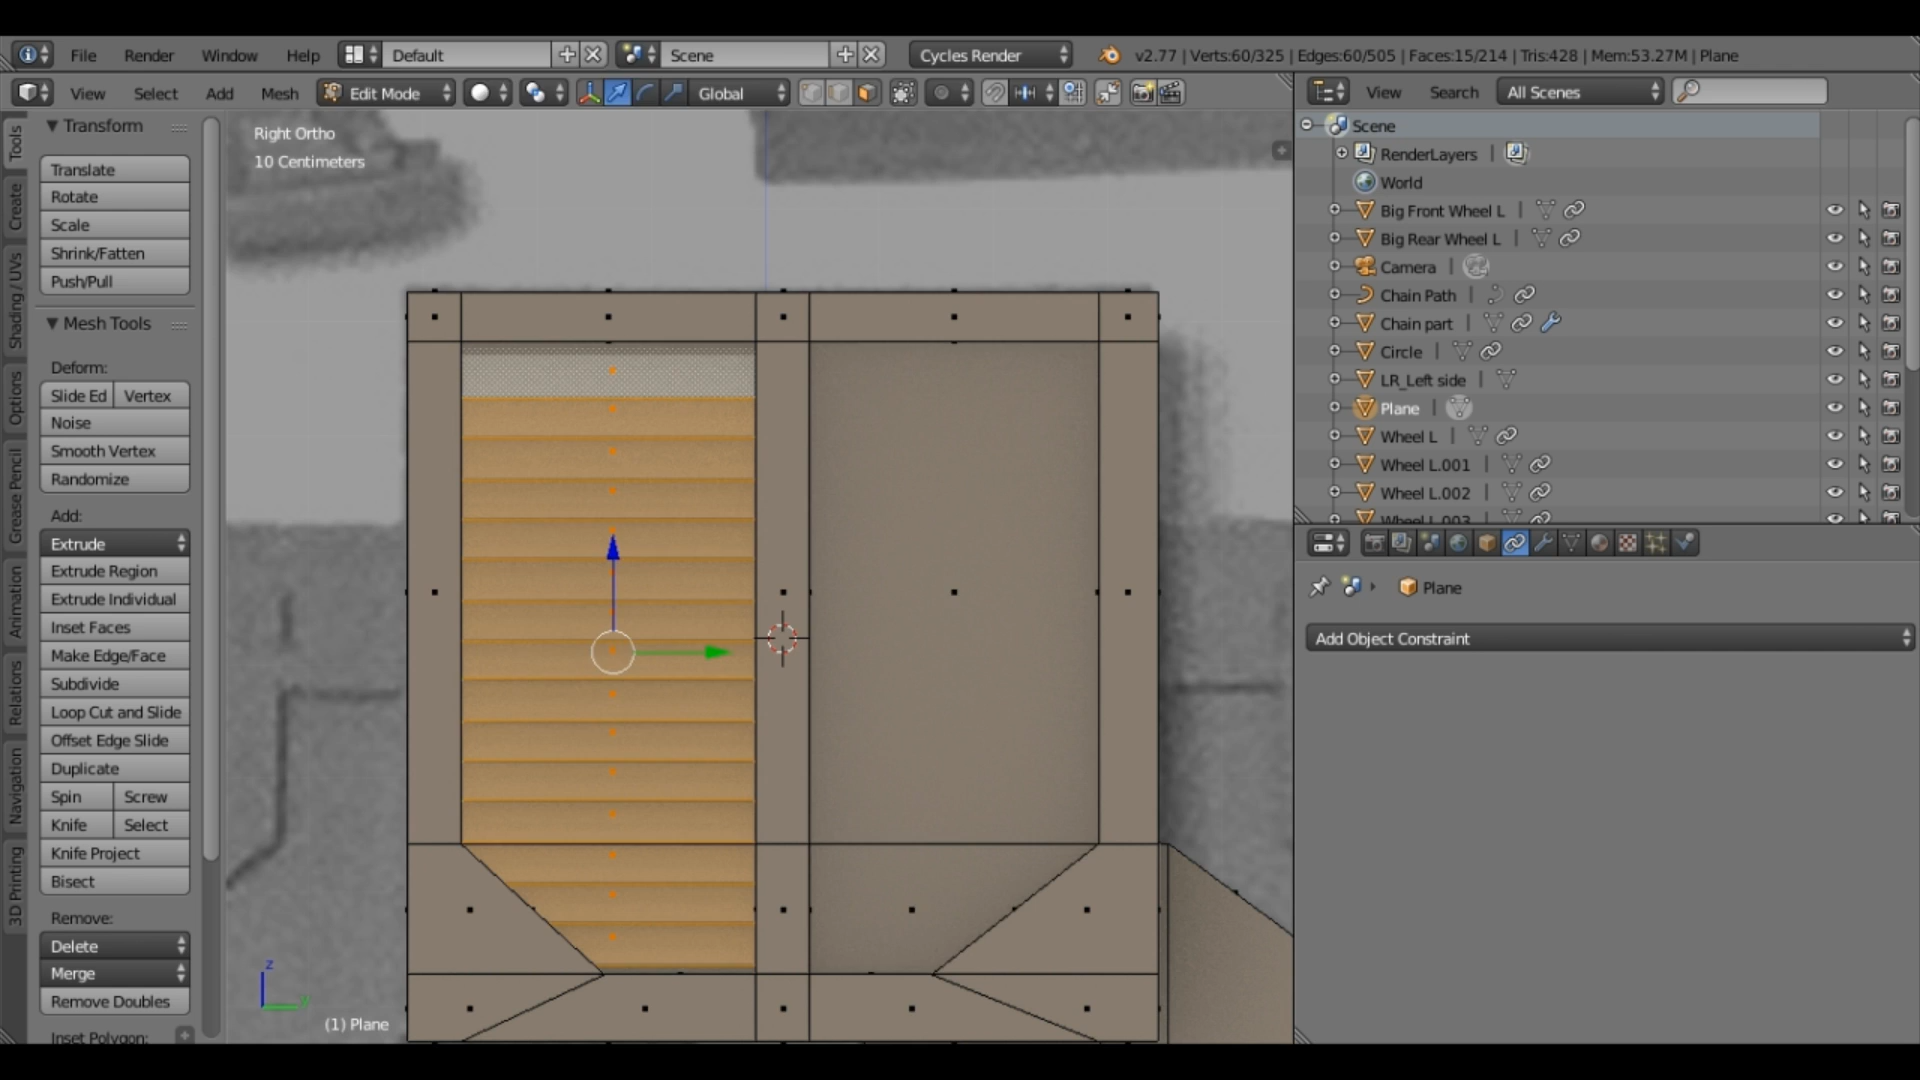 File Render Window Help Default Scene Cycles Render v2.77 | Verts:60/325 | Edges:60/505 | Faces:15/214 | Tris:428 | Mem:53.27M | Plane
View Select Add Mesh Edit Mode Global
View Search All Scenes
Tools
Create
Shading / UVs
Options
Grease Pencil
Animation
Relations
Navigation
3D Printing
Transform
Translate
Rotate
Scale
Shrink/Fatten
Push/Pull
Mesh Tools
Deform:
Slide Ed Vertex
Noise
Smooth Vertex
Randomize
Add:
Extrude
Extrude Region
Extrude Individual
Inset Faces
Make Edge/Face
Subdivide
Loop Cut and Slide
Offset Edge Slide
Duplicate
Spin Screw
Knife Select
Knife Project
Bisect
Remove:
Delete
Merge
Remove Doubles
Inset Polygon:
Right Ortho
10 Centimeters
z
y
(1) Plane
Scene
RenderLayers |
World
Big Front Wheel L |
Big Rear Wheel L |
Camera |
Chain Path |
Chain part |
Circle |
LR_Left side |
Plane |
Wheel L |
Wheel L.001 |
Wheel L.002 |
Wheel L.003 |
Plane
Add Object Constraint